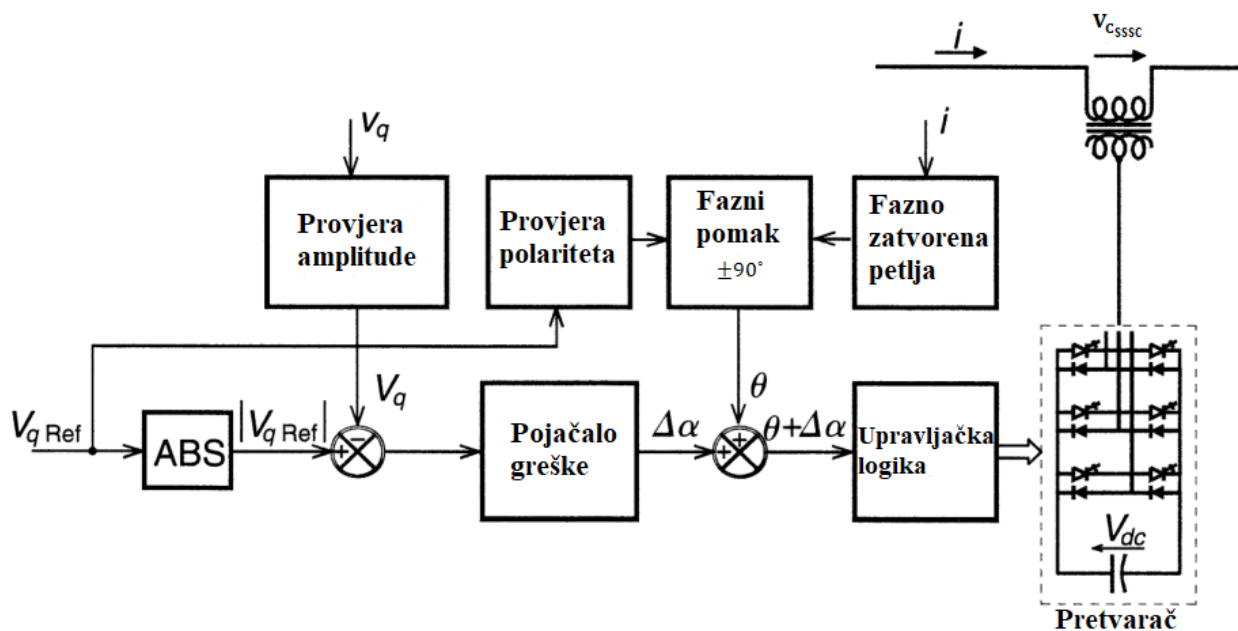 i
v_c_sssc
v_q
i
Provjera
amplitude
Provjera
polariteta
Fazni
pomak
±90°
Fazno
zatvorena
petlja
V_q
θ
V_q Ref
ABS
|V_q Ref|
−
+
Pojačalo
greške
Δα
+
+
θ+Δα
Upravljačka
logika
V_dc
Pretvarač